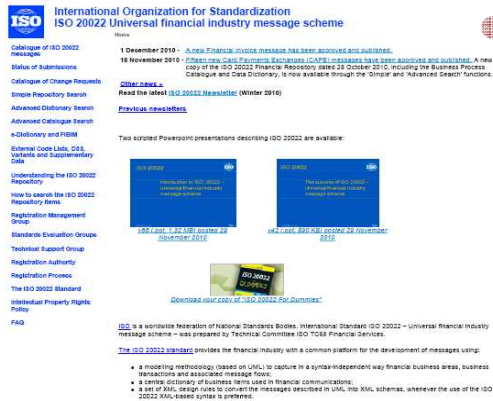 ISO
International Organization for Standardization
ISO 20022 Universal financial industry message scheme
Home
Catalogue of ISO 20022 messages
Status of Submissions
Catalogue of Change Requests
Simple Repository Search
Advanced Dictionary Search
Advanced Catalogue Search
e-Dictionary and FIBIM
External Code Lists, DSS, Variants and Supplementary Data
Understanding the ISO 20022 Repository
How to search the ISO 20022 Repository Items
Registration Management Group
Standards Evaluation Groups
Technical Support Group
Registration Authority
Registration Process
The ISO 20022 Standard
Intellectual Property Rights Policy
FAQ
1 December 2010 - A new Financial Invoice message has been approved and published.
18 November 2010 - Fifteen new Card Payments Exchanges (CAPE) messages have been approved and published. A new
copy of the ISO 20022 Financial Repository dated 28 October 2010, including the Business Process
Catalogue and Data Dictionary, is now available through the 'Simple' and 'Advanced Search' functions.
Other news »
Read the latest ISO 20022 Newsletter (Winter 2010)
Previous newsletters
Two scripted Powerpoint presentations describing ISO 20022 are available:
ISO 20022
Introduction to ISO 20022 –
Universal financial industry
message scheme
ISO 20022
The success of ISO 20022 –
Universal financial industry
message scheme
v66 (.ppt, 1,32 MB) posted 29
November 2010
v42 (.ppt, 590 KB) posted 29 November
2010
ISO 20022
DUMMIES
Download your copy of "ISO 20022 For Dummies"
ISO is a worldwide federation of National Standards Bodies. International Standard ISO 20022 – Universal financial industry
message scheme – was prepared by Technical Committee ISO TC68 Financial Services.
The ISO 20022 standard provides the financial industry with a common platform for the development of messages using:
a modelling methodology (based on UML) to capture in a syntax-independent way financial business areas, business
transactions and associated message flows;
a central dictionary of business items used in financial communications;
a set of XML design rules to convert the messages described in UML into XML schemas, whenever the use of the ISO
20022 XML-based syntax is preferred.